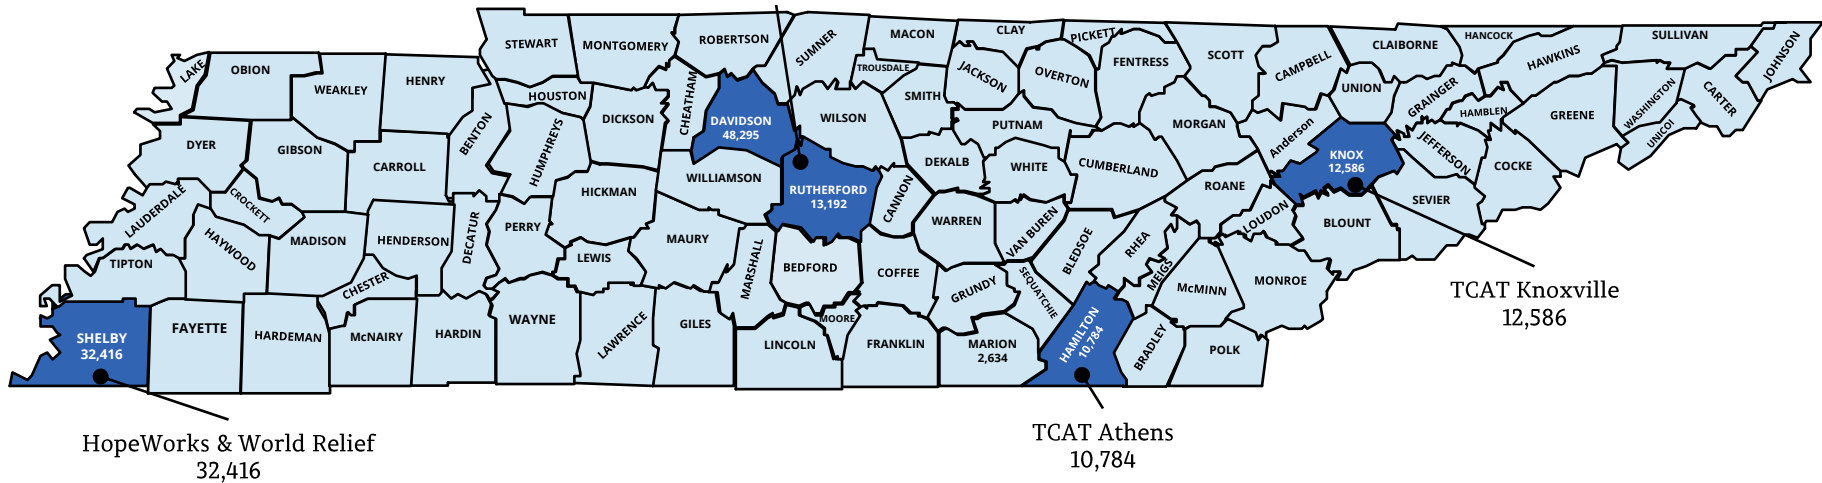 STEWART
MONTGOMERY
ROBERTSON
SUMNER
MACON
CLAY
PICKETT
SCOTT
CAMPBELL
CLAIBORNE
HANCOCK
HAWKINS
SULLIVAN
JOHNSON
LAKE
OBION
WEAKLEY
HENRY
HOUSTON
CHEATHAM
TROUSDALE
SMITH
JACKSON
OVERTON
FENTRESS
UNION
GRAINGER
HAMBLEN
GREENE
WASHINGTON
UNICOI
CARTER
DYER
GIBSON
CARROLL
BENTON
HUMPHREYS
DICKSON
DAVIDSON
48,295
WILSON
PUTNAM
MORGAN
Anderson
KNOX
12,586
JEFFERSON
COCKE
LAUDERDALE
CROCKETT
HICKMAN
WILLIAMSON
RUTHERFORD
13,192
CANNON
DEKALB
WHITE
CUMBERLAND
ROANE
LOUDON
BLOUNT
SEVIER
TIPTON
HAYWOOD
MADISON
HENDERSON
DECATUR
PERRY
LEWIS
MAURY
MARSHALL
BEDFORD
COFFEE
WARREN
VAN BUREN
BLEDSOE
RHEA
MEIGS
McMINN
MONROE
CHESTER
GRUNDY
SEQUATCHIE
SHELBY
32,416
FAYETTE
HARDEMAN
McNAIRY
HARDIN
WAYNE
LAWRENCE
GILES
LINCOLN
MOORE
FRANKLIN
MARION
2,634
HAMILTON
10,784
BRADLEY
POLK
TCAT Knoxville
12,586
HopeWorks & World Relief
32,416
TCAT Athens
10,784